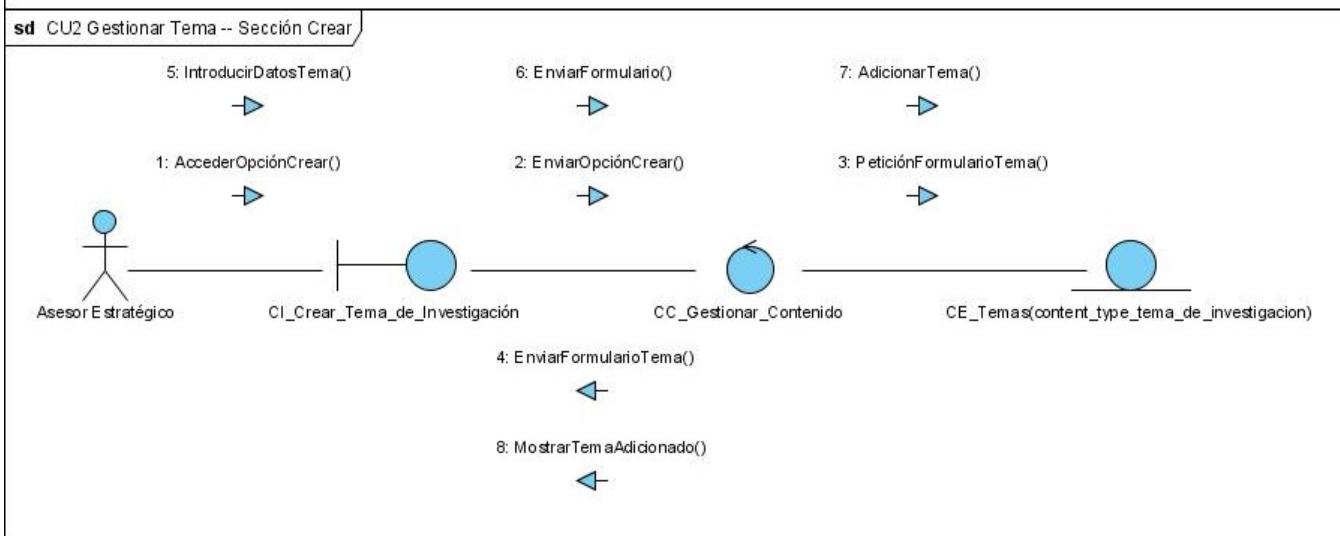 sd CU2 Gestionar Tema -- Sección Crear
5: IntroducirDatosTema()
6: EnviarFormulario()
7: AdicionarTema()
1: AccederOpciónCrear()
2: EnviarOpciónCrear()
3: PeticiónFormularioTema()
Asesor Estratégico
CI_Crear_Tema_de_Investigación
CC_Gestionar_Contenido
CE_Temas(content_type_tema_de_investigacion)
4: EnviarFormularioTema()
8: MostrarTemaAdicionado()